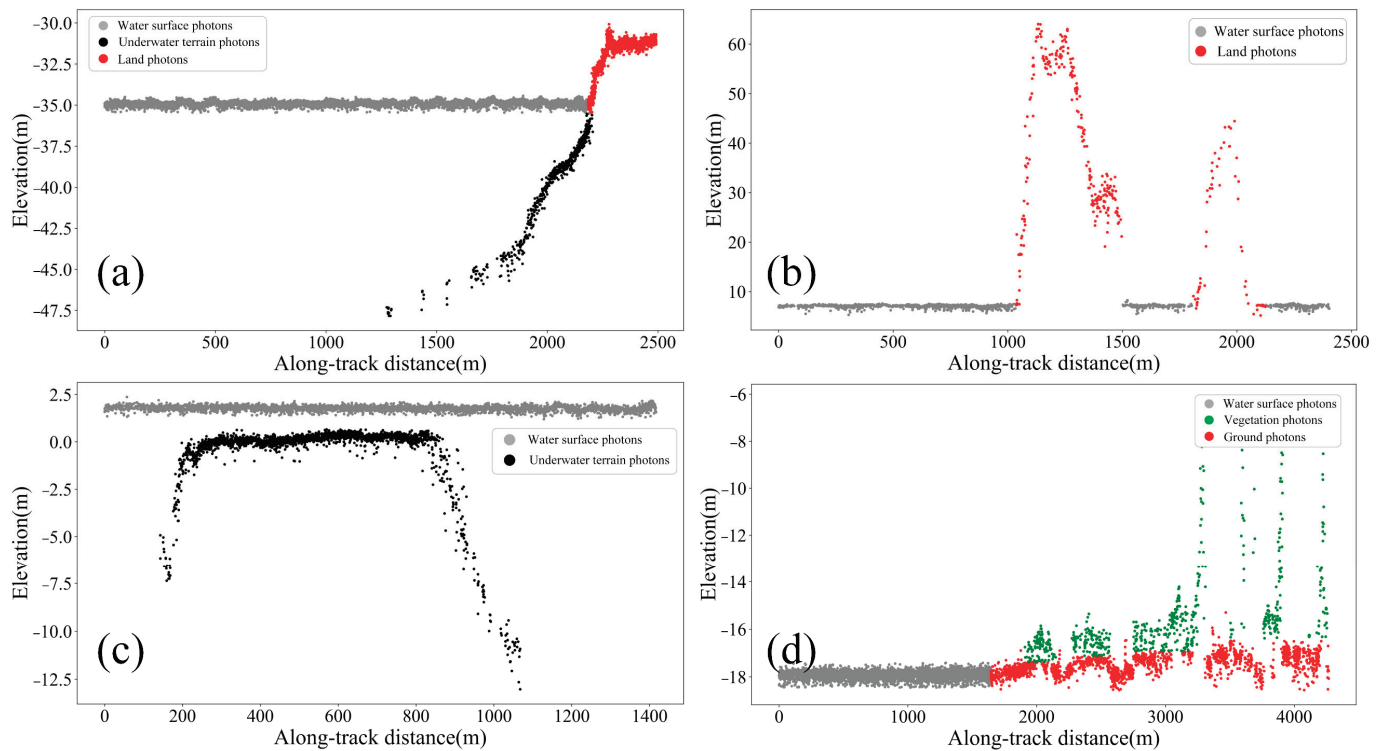 Water surface photons
Underwater terrain photons
Land photons
-30.0
-32.5
-35.0
-37.5
-40.0
-42.5
-45.0
-47.5
Elevation(m)
(a)
0 500 1000 1500 2000 2500
Along-track distance(m)
Water surface photons
Land photons
60
50
40
30
20
10
Elevation(m)
(b)
0 500 1000 1500 2000 2500
Along-track distance(m)
2.5
0.0
-2.5
-5.0
-7.5
-10.0
-12.5
Elevation(m)
Water surface photons
Underwater terrain photons
(c)
0 200 400 600 800 1000 1200 1400
Along-track distance(m)
-6
-8
-10
-12
-14
-16
-18
Elevation(m)
Water surface photons
Vegetation photons
Ground photons
(d)
0 1000 2000 3000 4000
Along-track distance(m)